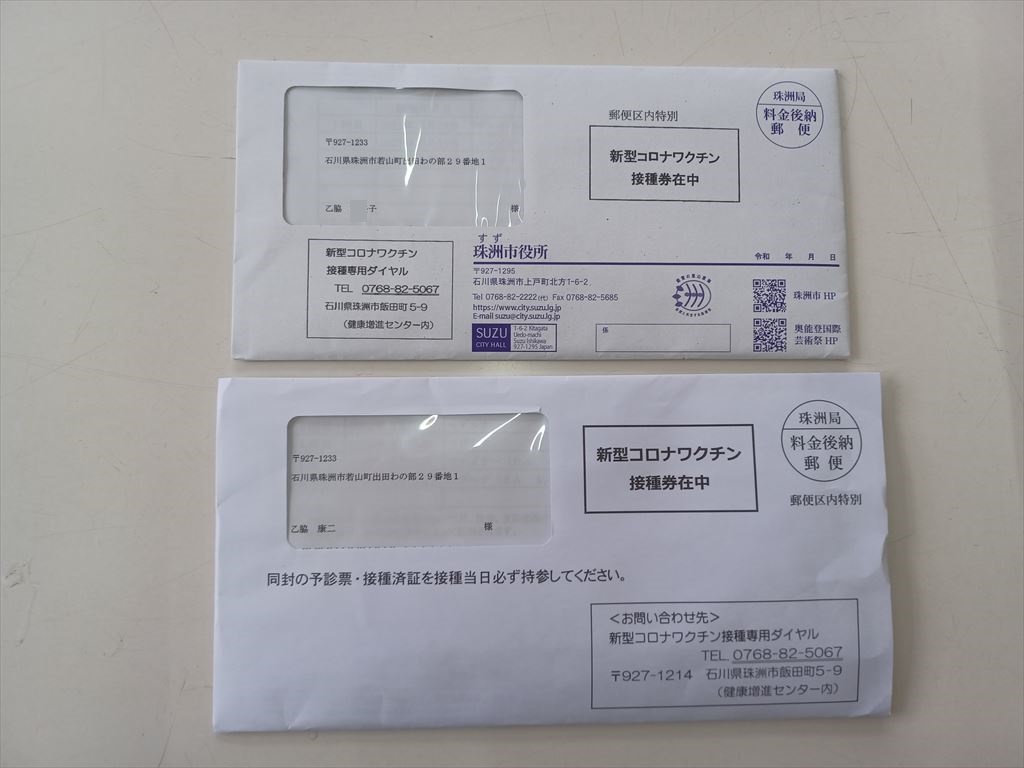 〒927-1233
石川県珠洲市若山町出田わの部29番地1
乙脇 子 様
郵便区内特別
新型コロナワクチン
接種券在中
珠洲局
料金後納
郵便
新型コロナワクチン
接種専用ダイヤル
TEL 0768-82-5067
石川県珠洲市飯田町5-9
(健康増進センター内)
すず
珠洲市役所
令和 年 月 日
〒927-1295
石川県珠洲市上戸町北方1-6-2
Tel 0768-82-2222(代) Fax 0768-82-5685
https://www.city.suzu.lg.jp
E-mail suzu@city.suzu.lg.jp
SUZU
CITY HALL
1-6-2 Kitagata
Uedo-machi
Suzu Ishikawa
927-1295 Japan
係
珠洲市HP
奥能登国際
芸術祭HP
〒927-1233
石川県珠洲市若山町出田わの部29番地1
乙脇 康二 様
新型コロナワクチン
接種券在中
珠洲局
料金後納
郵便
郵便区内特別
同封の予診票・接種済証を接種当日必ず持参してください。
<お問い合わせ先>
新型コロナワクチン接種専用ダイヤル
TEL 0768-82-5067
〒927-1214 石川県珠洲市飯田町5-9
(健康増進センター内)